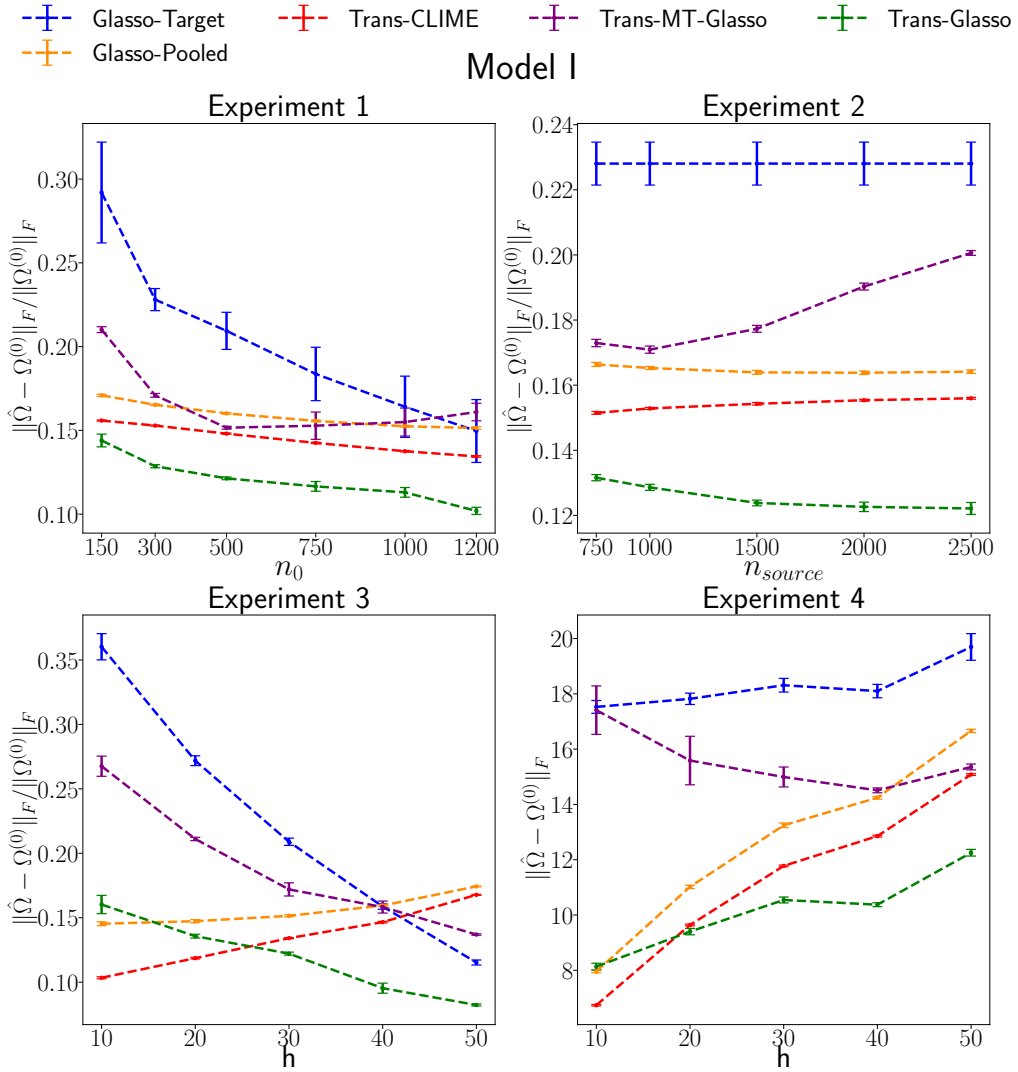 Glasso-Target Trans-CLIME Trans-MT-Glasso Trans-Glasso
Glasso-Pooled
Model I
Experiment 1
0.30
0.25
0.20
0.15
0.10
150 300 500 750 1000 1200
n_0
‖Ω̂ − Ω^{(0)}‖_F/‖Ω^{(0)}‖_F
Experiment 2
0.24
0.22
0.20
0.18
0.16
0.14
0.12
750 1000 1500 2000 2500
n_{source}
‖Ω̂ − Ω^{(0)}‖_F/‖Ω^{(0)}‖_F
Experiment 3
0.35
0.30
0.25
0.20
0.15
0.10
10 20 30 40 50
h
‖Ω̂ − Ω^{(0)}‖_F/‖Ω^{(0)}‖_F
Experiment 4
20
18
16
14
12
10
8
10 20 30 40 50
h
‖Ω̂ − Ω^{(0)}‖_F